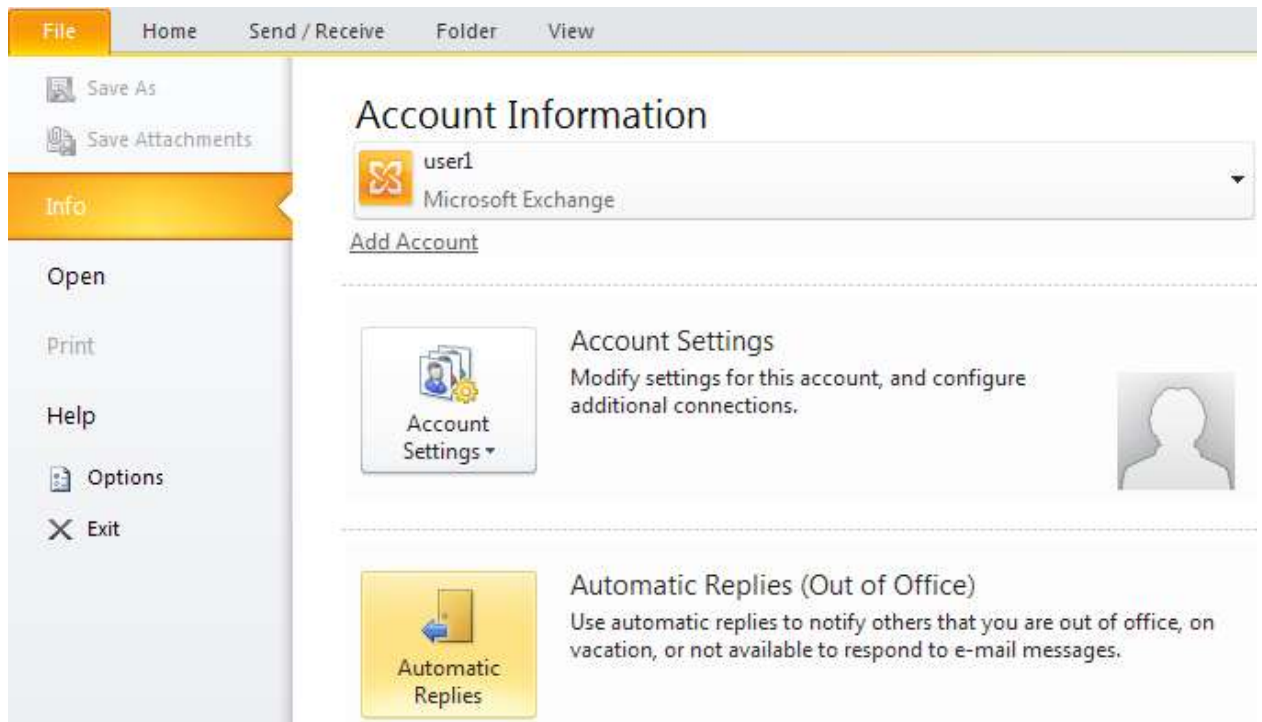 File Home Send / Receive Folder View
Save As
Save Attachments
Info
Open
Print
Help
Options
Exit
Account Information
user1
Microsoft Exchange
Add Account
Account
Settings
Account Settings
Modify settings for this account, and configure
additional connections.
Automatic
Replies
Automatic Replies (Out of Office)
Use automatic replies to notify others that you are out of office, on
vacation, or not available to respond to e-mail messages.